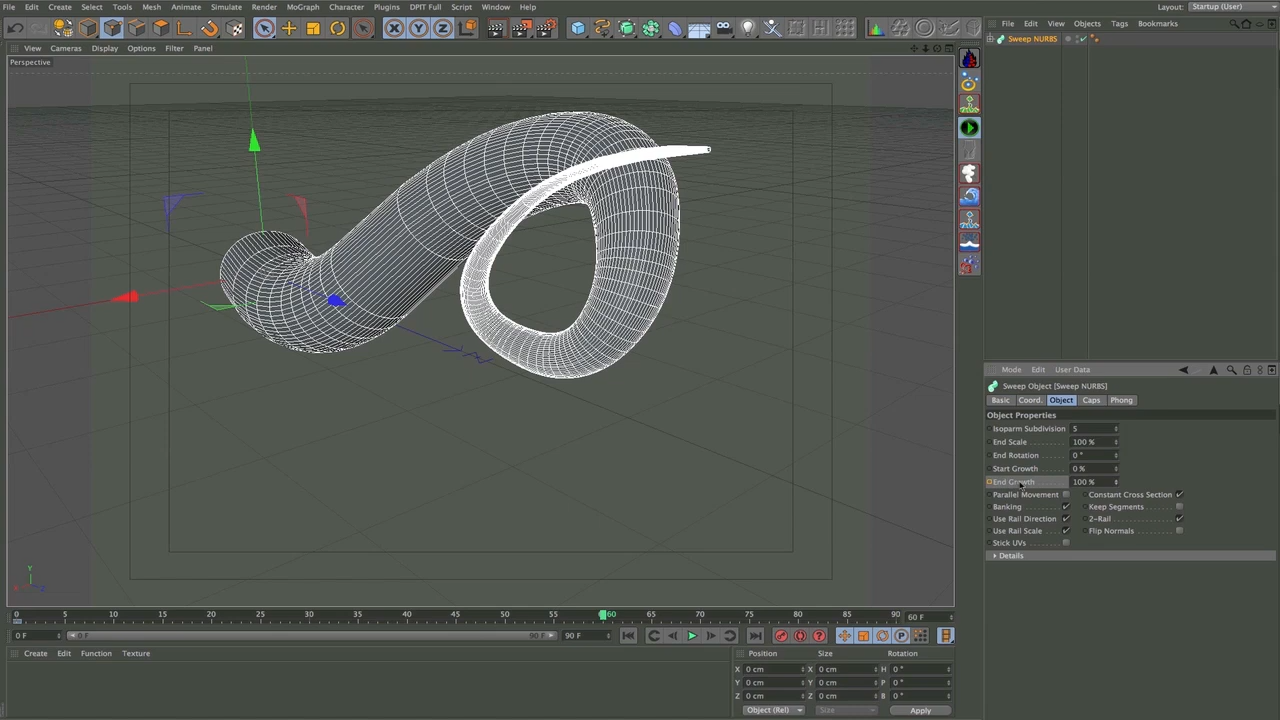 File Edit Create Select Tools Mesh Animate Simulate Render MoGraph Character Plugins DPIT Full Script Window Help
Layout: Startup (User)
View Cameras Display Options Filter Panel
Perspective
File Edit View Objects Tags Bookmarks
Sweep NURBS
X Y Z
Mode Edit User Data
Sweep Object [Sweep NURBS]
Basic Coord. Object Caps Phong
Object Properties
Isoparm Subdivision 5
End Scale 100 %
End Rotation 0 °
Start Growth 0 %
End Growth 100 %
Parallel Movement Constant Cross Section
Banking Keep Segments
Use Rail Direction 2-Rail
Use Rail Scale Flip Normals
Stick UVs
Details
Y
X Z
0 5 10 15 20 25 30 35 40 45 50 55 60 65 70 75 80 85 90 60 F
0 F 0 F 90 F 90 F
P
Create Edit Function Texture
Position Size Rotation
X 0 cm X 0 cm H 0 °
Y 0 cm Y 0 cm P 0 °
Z 0 cm Z 0 cm B 0 °
Object (Rel) Size Apply